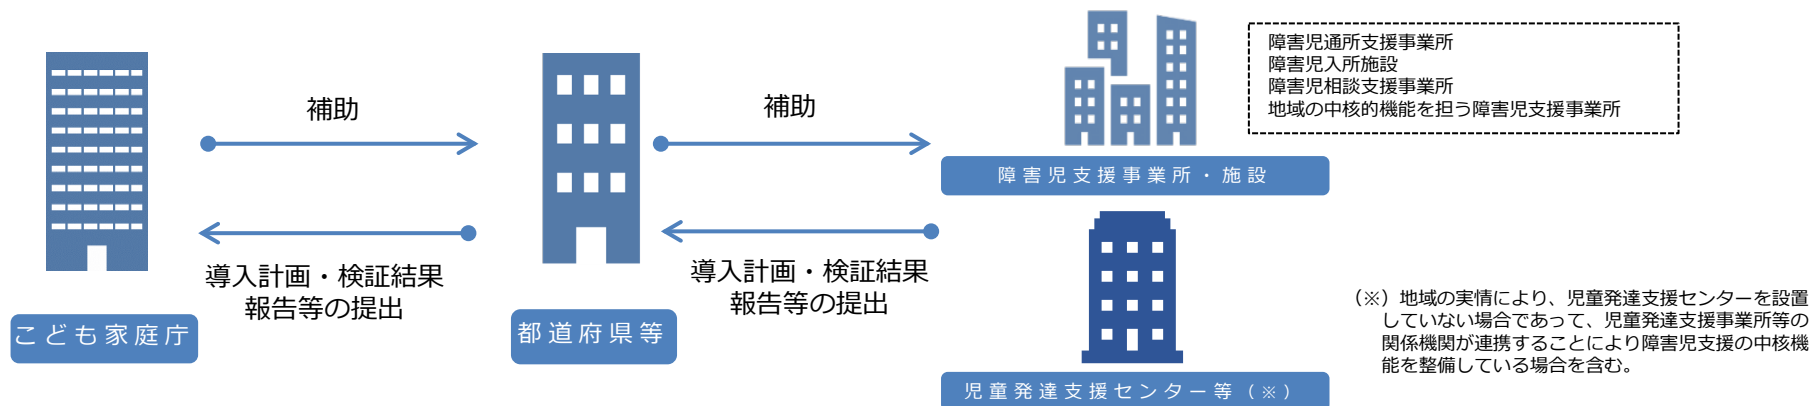 補助
導入計画・検証結果
報告等の提出
こども家庭庁
補助
導入計画・検証結果
報告等の提出
都道府県等
障害児通所支援事業所
障害児入所施設
障害児相談支援事業所
地域の中核的機能を担う障害児支援事業所
障害児支援事業所・施設
児童発達支援センター等（※）
（※）地域の実情により、児童発達支援センターを設置
していない場合であって、児童発達支援事業所等の
関係機関が連携することにより障害児支援の中核機
能を整備している場合を含む。